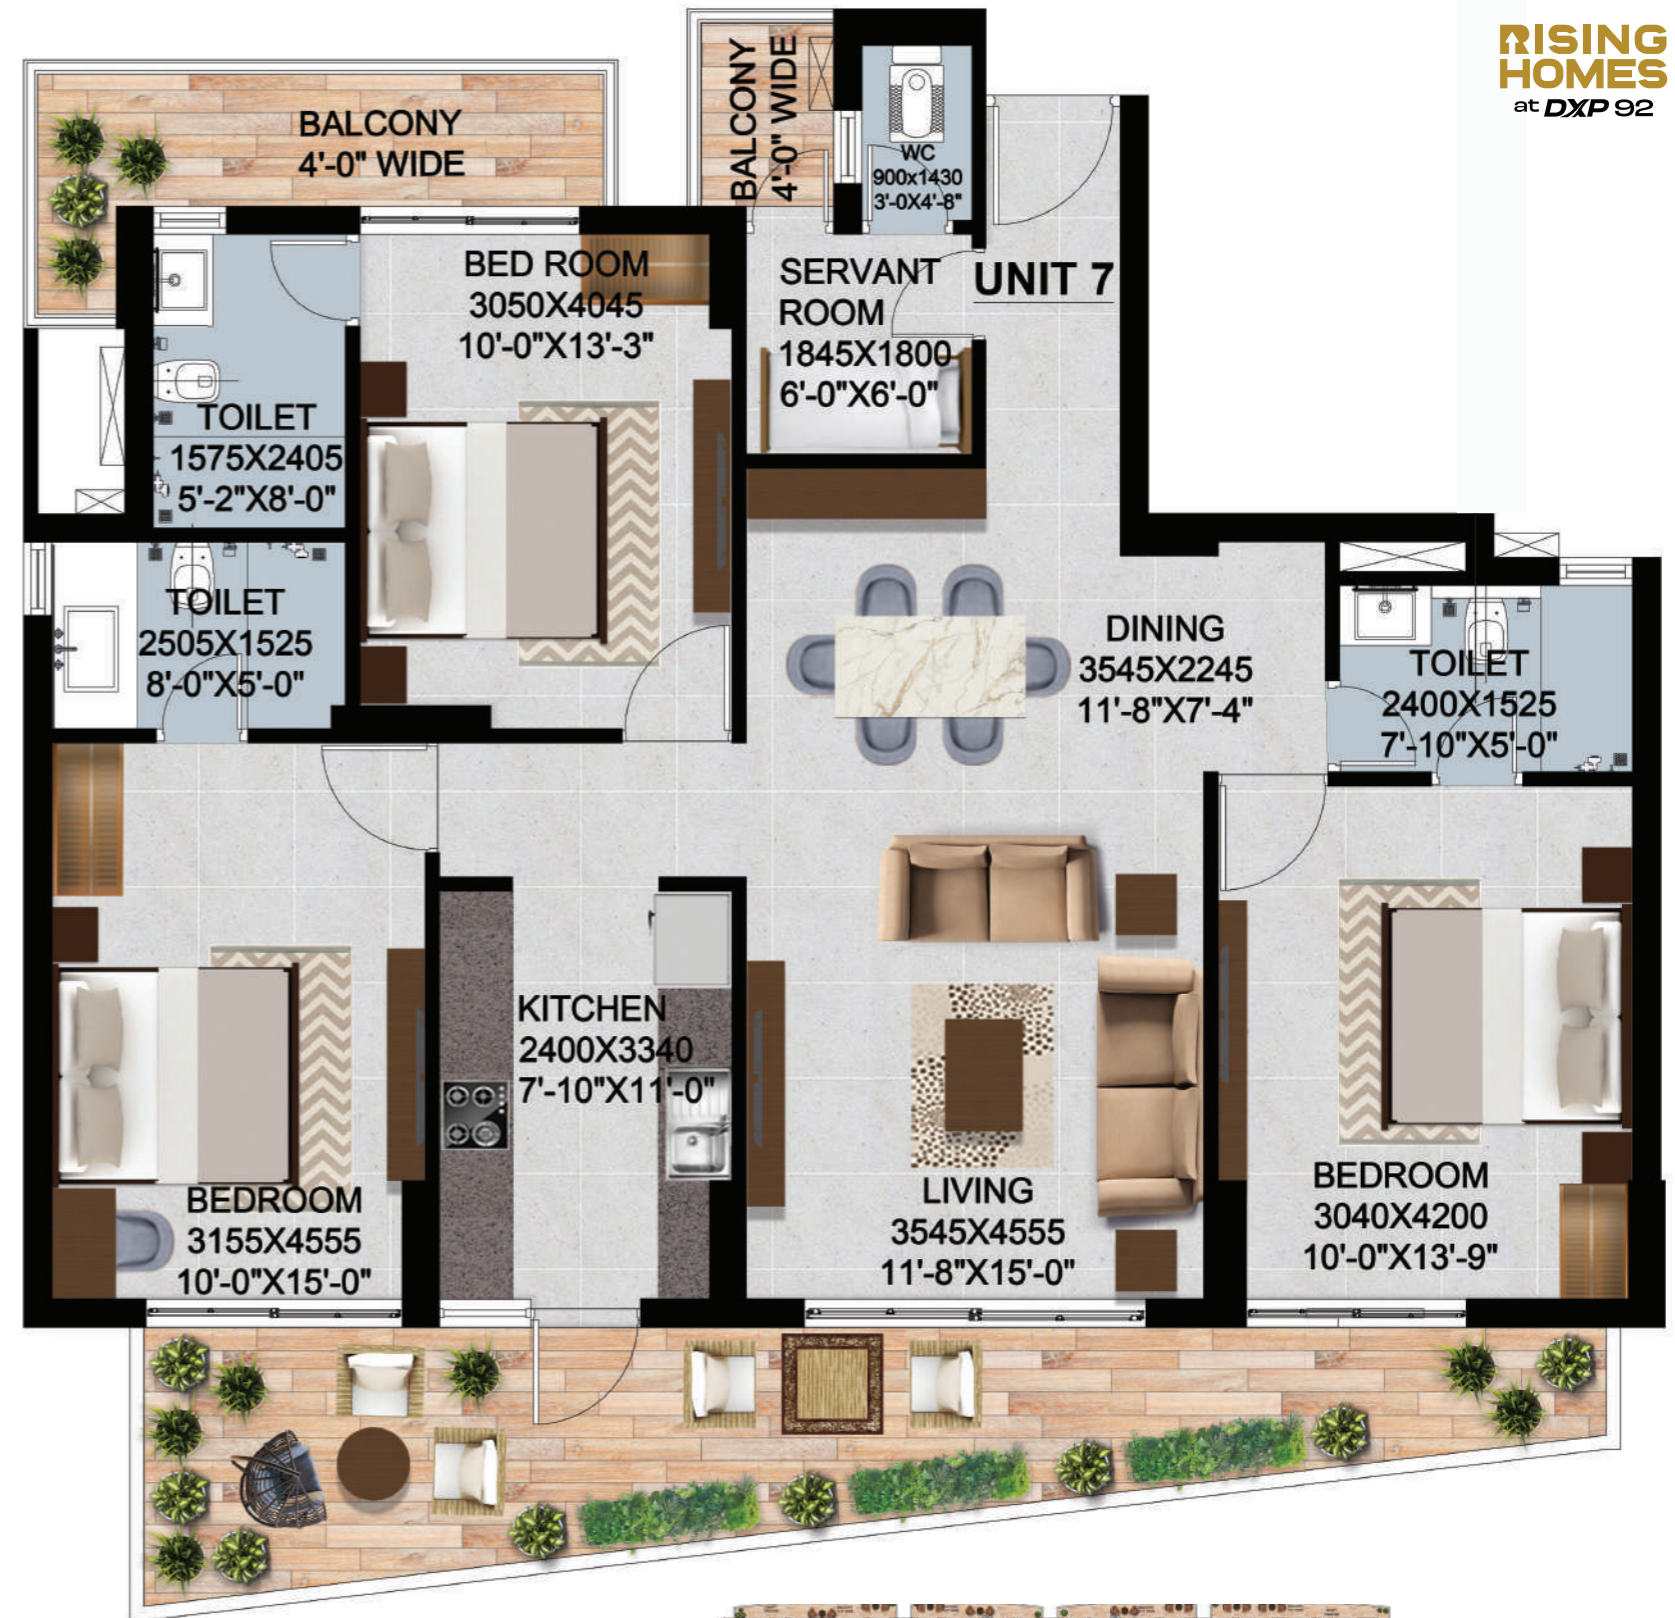 RISING
HOMES
at DXP 92
BALCONY
4'-0" WIDE
BALCONY
4'-0" WIDE
WC
900x1430
3'-0X4'-8"
BED ROOM
3050X4045
10'-0"X13'-3"
SERVANT
ROOM
1845X1800
6'-0"X6'-0"
UNIT 7
TOILET
1575X2405
5'-2"X8'-0"
TOILET
2505X1525
8'-0"X5'-0"
DINING
3545X2245
11'-8"X7'-4"
TOILET
2400X1525
7'-10"X5'-0"
KITCHEN
2400X3340
7'-10"X11'-0"
BEDROOM
3155X4555
10'-0"X15'-0"
LIVING
3545X4555
11'-8"X15'-0"
BEDROOM
3040X4200
10'-0"X13'-9"